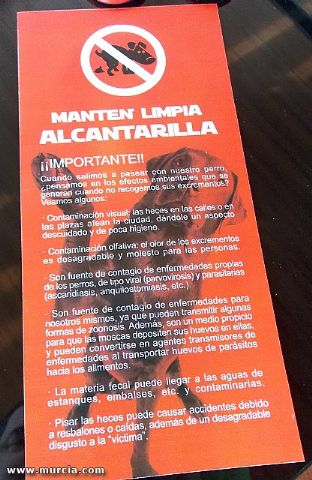 MANTEN LIMPIA
ALCANTARILLA
¡¡IMPORTANTE!!
Cuando salimos a pasear con nuestro perro,
¿pensamos en los efectos ambientales que se
generan cuando no recogemos sus excrementos?
Veamos algunos:
· Contaminación visual: las heces en las calles o en
las plazas afean la ciudad, dándole un aspecto
descuidado y de poca higiene.
· Contaminación olfativa: el olor de los excrementos
es desagradable y molesto para las personas.
· Son fuente de contagio de enfermedades propias
de los perros, de tipo viral (parvovirosis) y parasitarias
(ascaridiasis, anquilostomiasis, etc.).
· Son fuente de contagio de enfermedades para
nosotros mismos, ya que pueden transmitir algunas
formas de zoonosis. Además, son un medio propicio
para que las moscas depositen sus huevos en ellas,
y pueden convertirse en agentes transmisores de
enfermedades al transportar huevos de parásitos
hacia los alimentos.
· La materia fecal puede llegar a las aguas de
estanques, embalses, etc. y contaminarlas.
· Pisar las heces puede causar accidentes debido
a resbalones o caídas, además de un desagradable
disgusto a la "víctima".
www.murcia.com